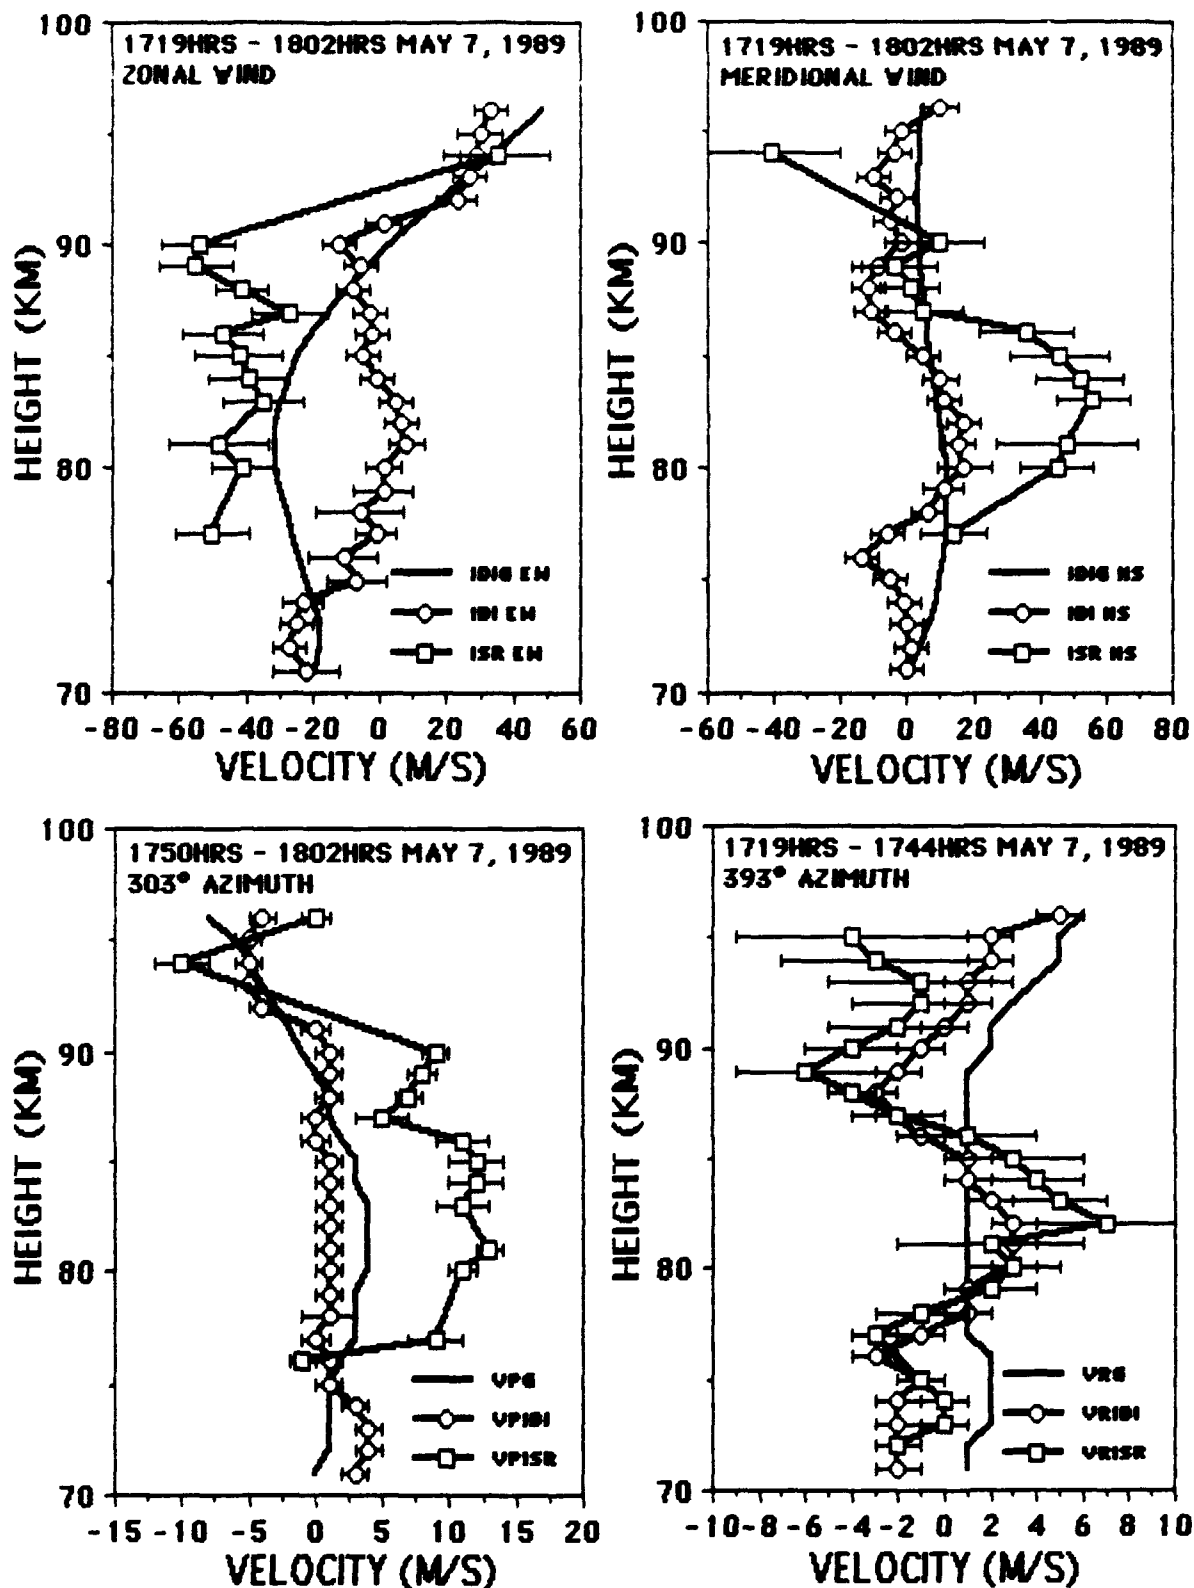 100
1719HRS - 1802HRS MAY 7, 1989
ZONAL WIND
90
80
70
HEIGHT (KM)
IDIG EW
IDI EW
ISR EW
-80 -60 -40 -20 0 20 40 60
VELOCITY (M/S)
100
1719HRS - 1802HRS MAY 7, 1989
MERIDIONAL WIND
90
80
70
HEIGHT (KM)
IDIG NS
IDI NS
ISR NS
-60 -40 -20 0 20 40 60 80
VELOCITY (M/S)
100
1750HRS - 1802HRS MAY 7, 1989
303° AZIMUTH
90
80
70
HEIGHT (KM)
VPG
VPIDI
VPISR
-15 -10 -5 0 5 10 15 20
VELOCITY (M/S)
100
1719HRS - 1744HRS MAY 7, 1989
393° AZIMUTH
90
80
70
HEIGHT (KM)
VRG
VRIDI
VRISR
-10 -8 -6 -4 -2 0 2 4 6 8 10
VELOCITY (M/S)